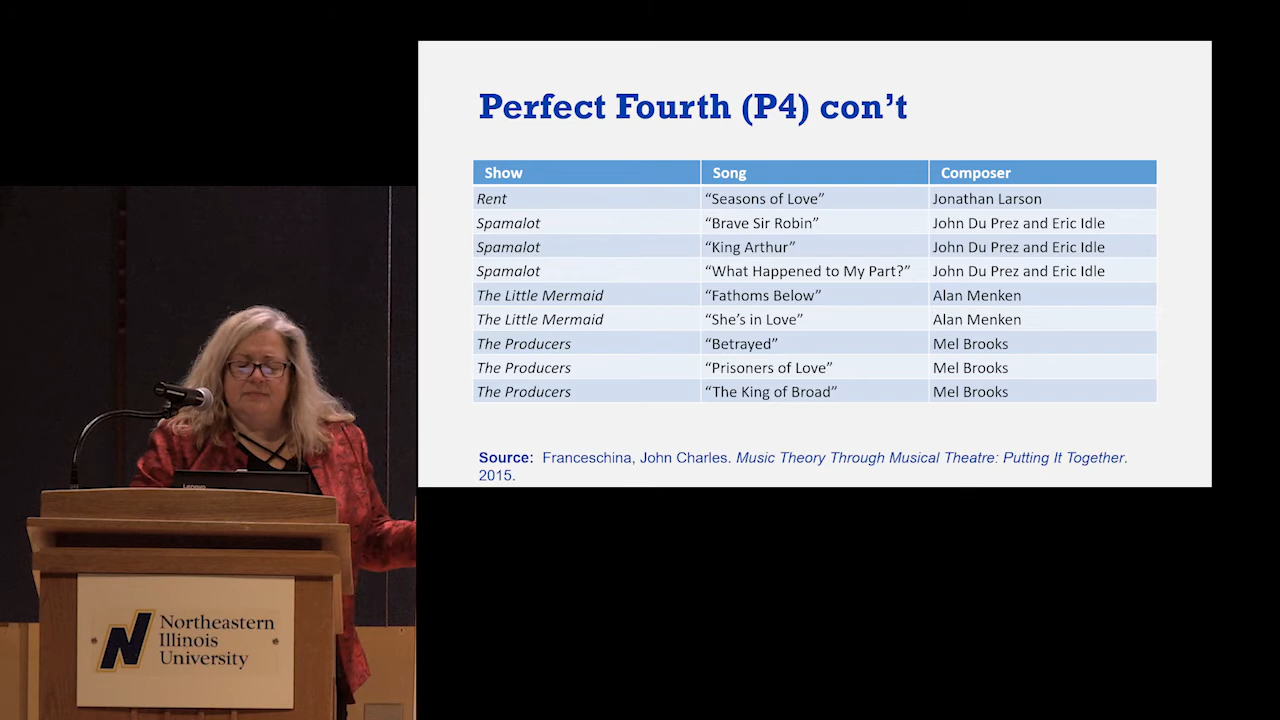 Perfect Fourth (P4) con’t
Show Song Composer
Rent “Seasons of Love” Jonathan Larson
Spamalot “Brave Sir Robin” John Du Prez and Eric Idle
Spamalot “King Arthur” John Du Prez and Eric Idle
Spamalot “What Happened to My Part?” John Du Prez and Eric Idle
The Little Mermaid “Fathoms Below” Alan Menken
The Little Mermaid “She’s in Love” Alan Menken
The Producers “Betrayed” Mel Brooks
The Producers “Prisoners of Love” Mel Brooks
The Producers “The King of Broad” Mel Brooks
Source: Franceschina, John Charles. Music Theory Through Musical Theatre: Putting It Together.
2015.
Lenovo
N Northeastern
Illinois
University